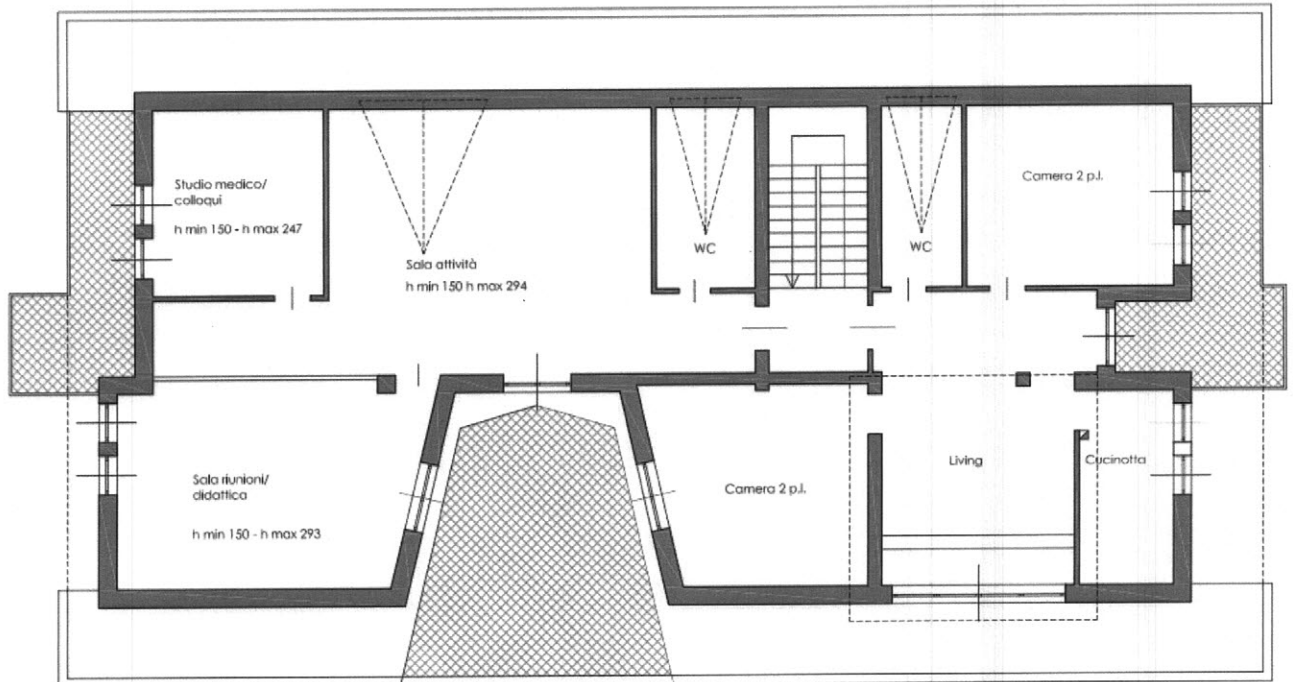 Studio medico/
colloqui
h min 150 - h max 247
Sala attività
h min 150 h max 294
WC
WC
Camera 2 p.l.
Sala riunioni/
didattica
h min 150 - h max 293
Camera 2 p.l.
Living
Cucinotta